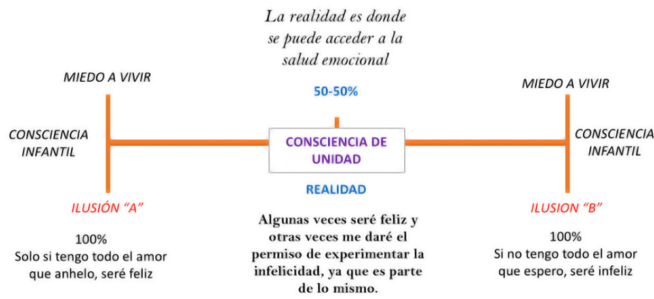 La realidad es donde
se puede acceder a la
salud emocional
MIEDO A VIVIR
50-50%
MIEDO A VIVIR
CONSCIENCIA
INFANTIL
CONSCIENCIA DE
UNIDAD
CONSCIENCIA
INFANTIL
REALIDAD
ILUSIÓN "A"
100%
Solo si tengo todo el amor
que anhelo, seré feliz
Algunas veces seré feliz y
otras veces me daré el
permiso de experimentar la
infelicidad, ya que es parte
de lo mismo.
ILUSION "B"
100%
Si no tengo todo el amor
que espero, seré infeliz